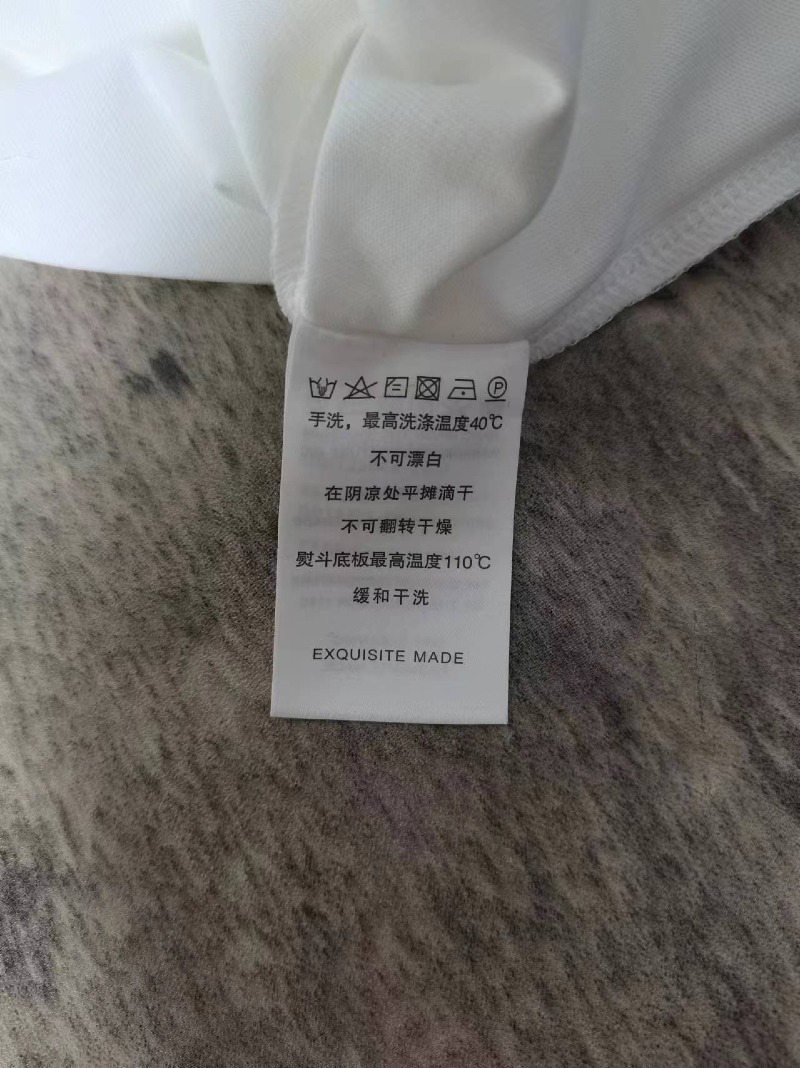 手洗，最高洗涤温度40℃
不可漂白
在阴凉处平摊滴干
不可翻转干燥
熨斗底板最高温度110℃
缓和干洗
EXQUISITE MADE